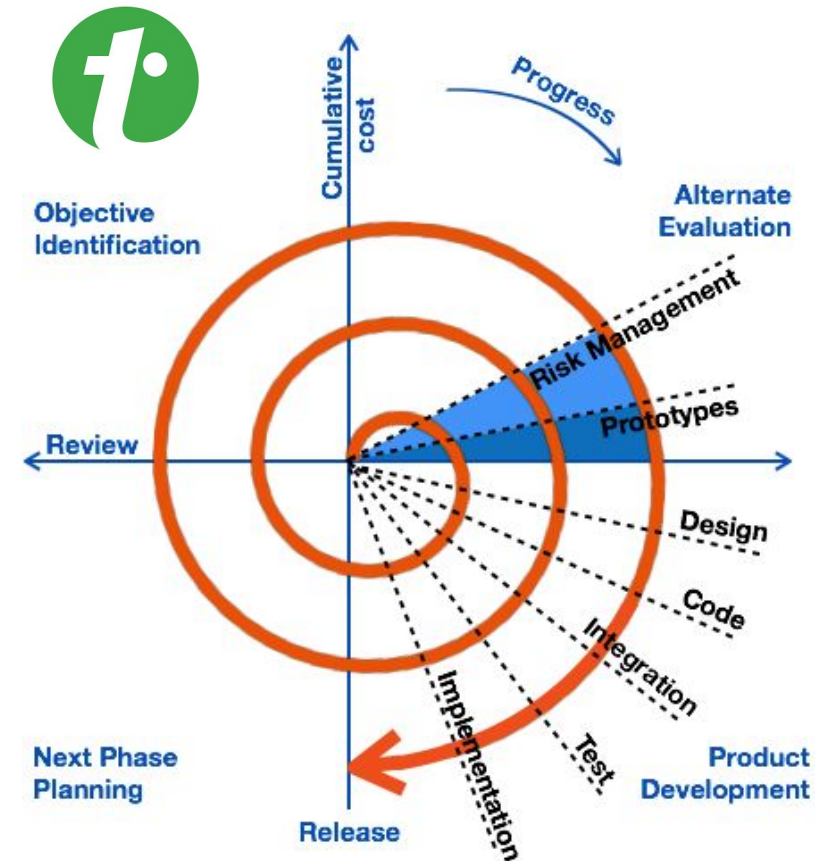 t
Cumulative
cost
Progress
Objective
Identification
Alternate
Evaluation
Risk Management
Prototypes
Review
Design
Code
Integration
Test
Implementation
Next Phase
Planning
Product
Development
Release